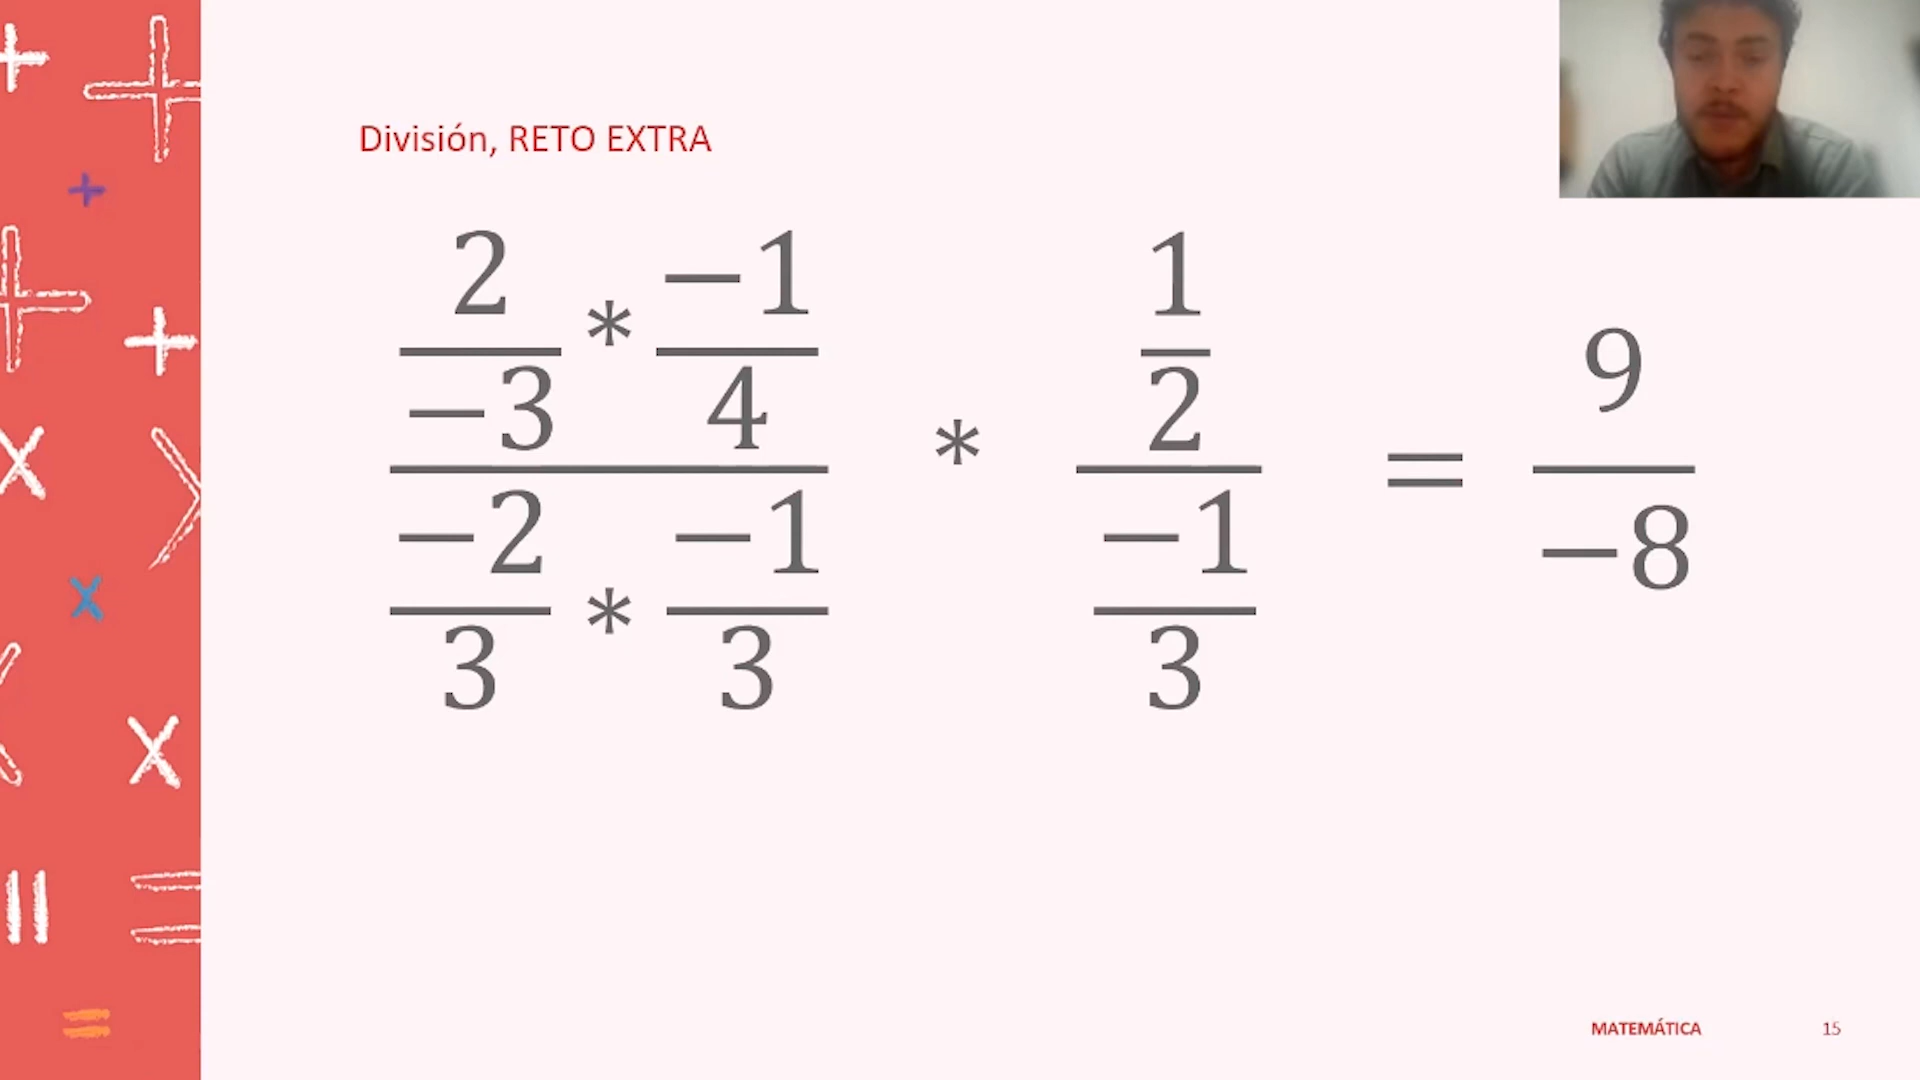 División, RETO EXTRA
2/−3 * −1/4
−2/3 * −1/3
*
1/2
−1/3
=
9/−8
MATEMÁTICA 15